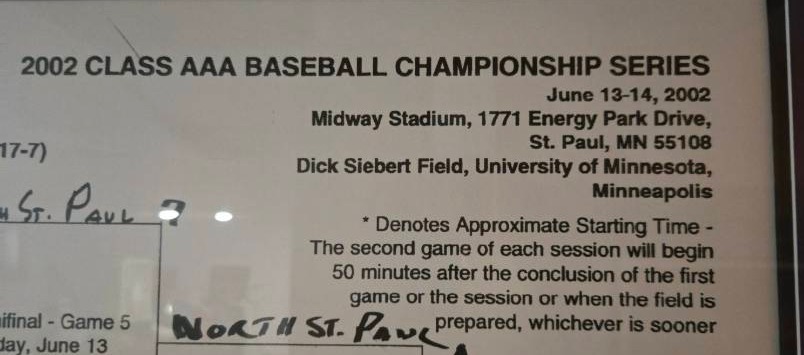 2002 CLASS AAA BASEBALL CHAMPIONSHIP SERIES
June 13-14, 2002
Midway Stadium, 1771 Energy Park Drive,
St. Paul, MN 55108
Dick Siebert Field, University of Minnesota,
Minneapolis
17-7)
ST. PAUL
* Denotes Approximate Starting Time -
The second game of each session will begin
50 minutes after the conclusion of the first
game or the session or when the field is
prepared, whichever is sooner
ifinal - Game 5
day, June 13
NORTH ST. PAUL